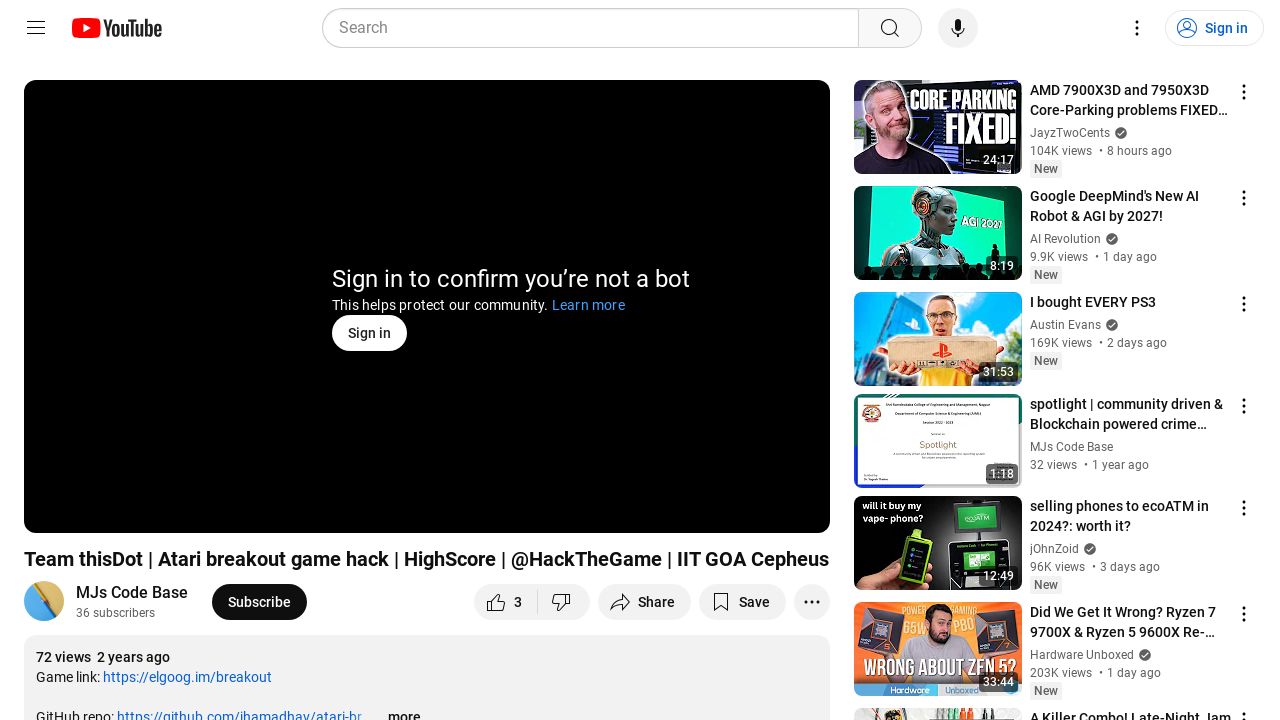 YouTube
Search
Sign in
Sign in to confirm you’re not a bot
This helps protect our community. Learn more
Sign in
Team thisDot | Atari breakout game hack | HighScore | @HackTheGame | IIT GOA Cepheus
MJs Code Base
36 subscribers
Subscribe
3
Share
Save
72 views 2 years ago
Game link: https://elgoog.im/breakout
GitHub repo: https://github.com/ihamadhav/atari-br...
...more
CORE PARKING
FIXED!
24:17
AMD 7900X3D and 7950X3D
Core-Parking problems FIXED…
JayzTwoCents
104K views • 8 hours ago
New
AGI 2027
8:19
Google DeepMind's New AI
Robot & AGI by 2027!
AI Revolution
9.9K views • 1 day ago
New
31:53
I bought EVERY PS3
Austin Evans
169K views • 2 days ago
New
Spotlight
1:18
spotlight | community driven &
Blockchain powered crime…
MJs Code Base
32 views • 1 year ago
will it buy my
vape- phone?
ecoATM
12:49
selling phones to ecoATM in
2024?: worth it?
jOhnZoid
96K views • 3 days ago
New
WRONG ABOUT ZEN 5?
Hardware Unboxed
33:44
Did We Get It Wrong? Ryzen 7
9700X & Ryzen 5 9600X Re-…
Hardware Unboxed
203K views • 1 day ago
New
A Killer Combo! Late-Night Jam